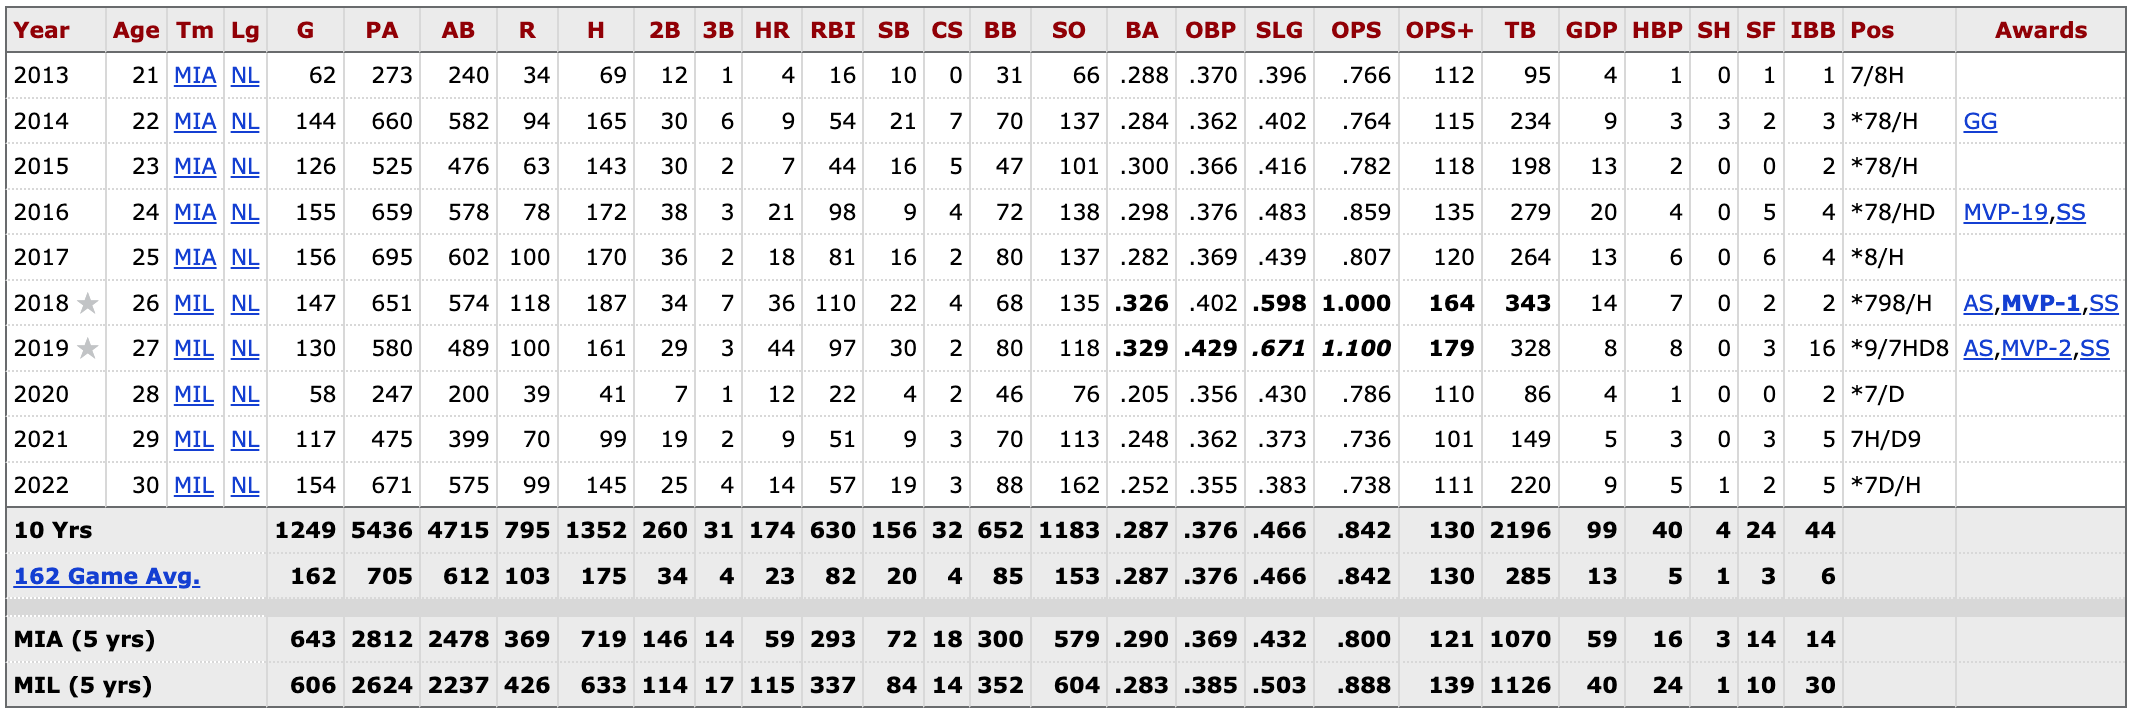 Year Age Tm Lg G PA AB R H 2B 3B HR RBI SB CS BB SO BA OBP SLG OPS OPS+ TB GDP HBP SH SF IBB Pos Awards
2013 21 MIA NL 62 273 240 34 69 12 1 4 16 10 0 31 66 .288 .370 .396 .766 112 95 4 1 0 1 1 7/8H
2014 22 MIA NL 144 660 582 94 165 30 6 9 54 21 7 70 137 .284 .362 .402 .764 115 234 9 3 3 2 3 *78/H GG
2015 23 MIA NL 126 525 476 63 143 30 2 7 44 16 5 47 101 .300 .366 .416 .782 118 198 13 2 0 0 2 *78/H
2016 24 MIA NL 155 659 578 78 172 38 3 21 98 9 4 72 138 .298 .376 .483 .859 135 279 20 4 0 5 4 *78/HD MVP-19,SS
2017 25 MIA NL 156 695 602 100 170 36 2 18 81 16 2 80 137 .282 .369 .439 .807 120 264 13 6 0 6 4 *8/H
2018 ★ 26 MIL NL 147 651 574 118 187 34 7 36 110 22 4 68 135 .326 .402 .598 1.000 164 343 14 7 0 2 2 *798/H AS,MVP-1,SS
2019 ★ 27 MIL NL 130 580 489 100 161 29 3 44 97 30 2 80 118 .329 .429 .671 1.100 179 328 8 8 0 3 16 *9/7HD8 AS,MVP-2,SS
2020 28 MIL NL 58 247 200 39 41 7 1 12 22 4 2 46 76 .205 .356 .430 .786 110 86 4 1 0 0 2 *7/D
2021 29 MIL NL 117 475 399 70 99 19 2 9 51 9 3 70 113 .248 .362 .373 .736 101 149 5 3 0 3 5 7H/D9
2022 30 MIL NL 154 671 575 99 145 25 4 14 57 19 3 88 162 .252 .355 .383 .738 111 220 9 5 1 2 5 *7D/H
10 Yrs 1249 5436 4715 795 1352 260 31 174 630 156 32 652 1183 .287 .376 .466 .842 130 2196 99 40 4 24 44
162 Game Avg. 162 705 612 103 175 34 4 23 82 20 4 85 153 .287 .376 .466 .842 130 285 13 5 1 3 6
MIA (5 yrs) 643 2812 2478 369 719 146 14 59 293 72 18 300 579 .290 .369 .432 .800 121 1070 59 16 3 14 14
MIL (5 yrs) 606 2624 2237 426 633 114 17 115 337 84 14 352 604 .283 .385 .503 .888 139 1126 40 24 1 10 30